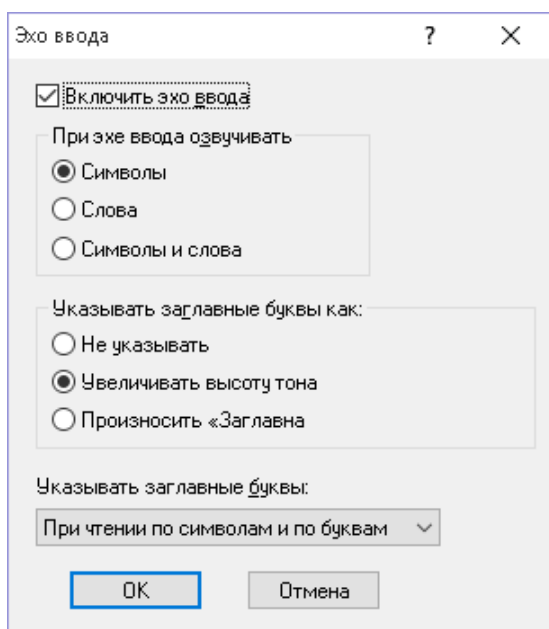 Эхо ввода
Включить эхо ввода
При эхе ввода озвучивать
Символы
Слова
Символы и слова
Указывать заглавные буквы как:
Не указывать
Увеличивать высоту тона
Произносить «Заглавна
Указывать заглавные буквы:
При чтении по символам и по буквам
OK
Отмена